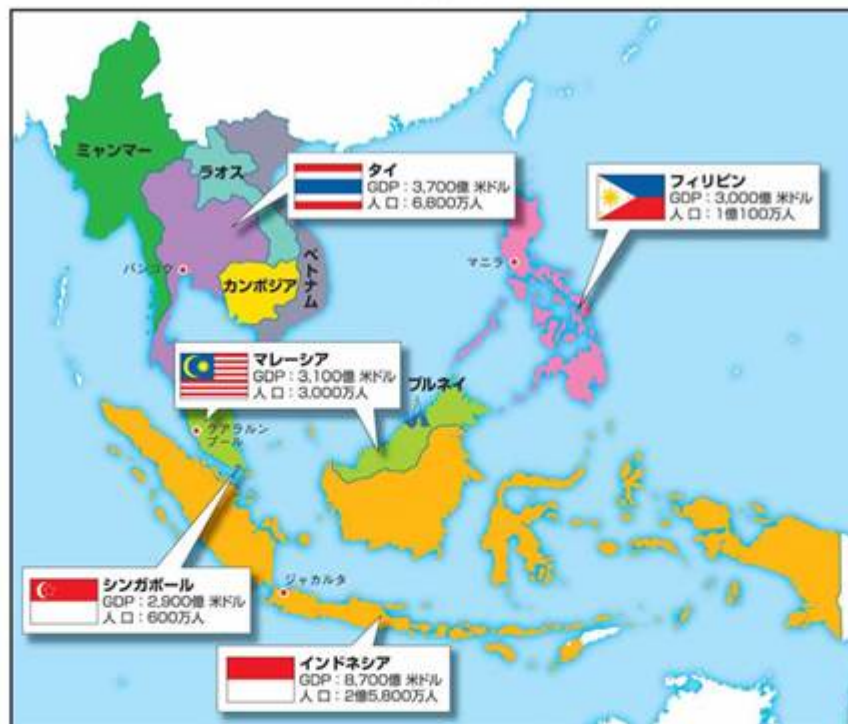 ミャンマー
ラオス
タイ
GDP：3,700億 米ドル
人 口：6,800万人
フィリピン
GDP：3,000億 米ドル
人 口：1億100万人
バンコク
カンボジア
ベトナム
マニラ
マレーシア
GDP：3,100億 米ドル
人 口：3,000万人
ブルネイ
クアラルン
プール
シンガポール
GDP：2,900億 米ドル
人 口：600万人
ジャカルタ
インドネシア
GDP：8,700億 米ドル
人 口：2億5,800万人